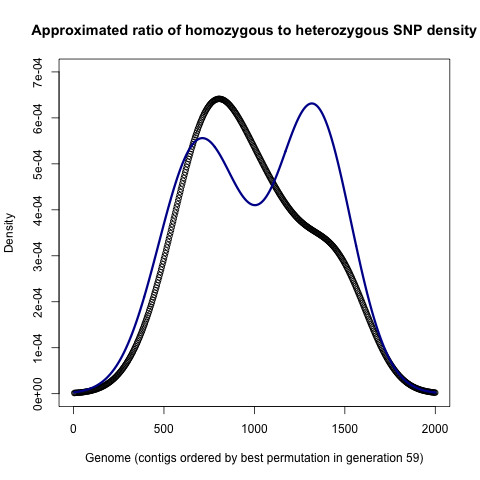 Approximated ratio of homozygous to heterozygous SNP density
7e-04
6e-04
5e-04
4e-04
3e-04
2e-04
1e-04
0e+00
Density
0 500 1000 1500 2000
Genome (contigs ordered by best permutation in generation 59)